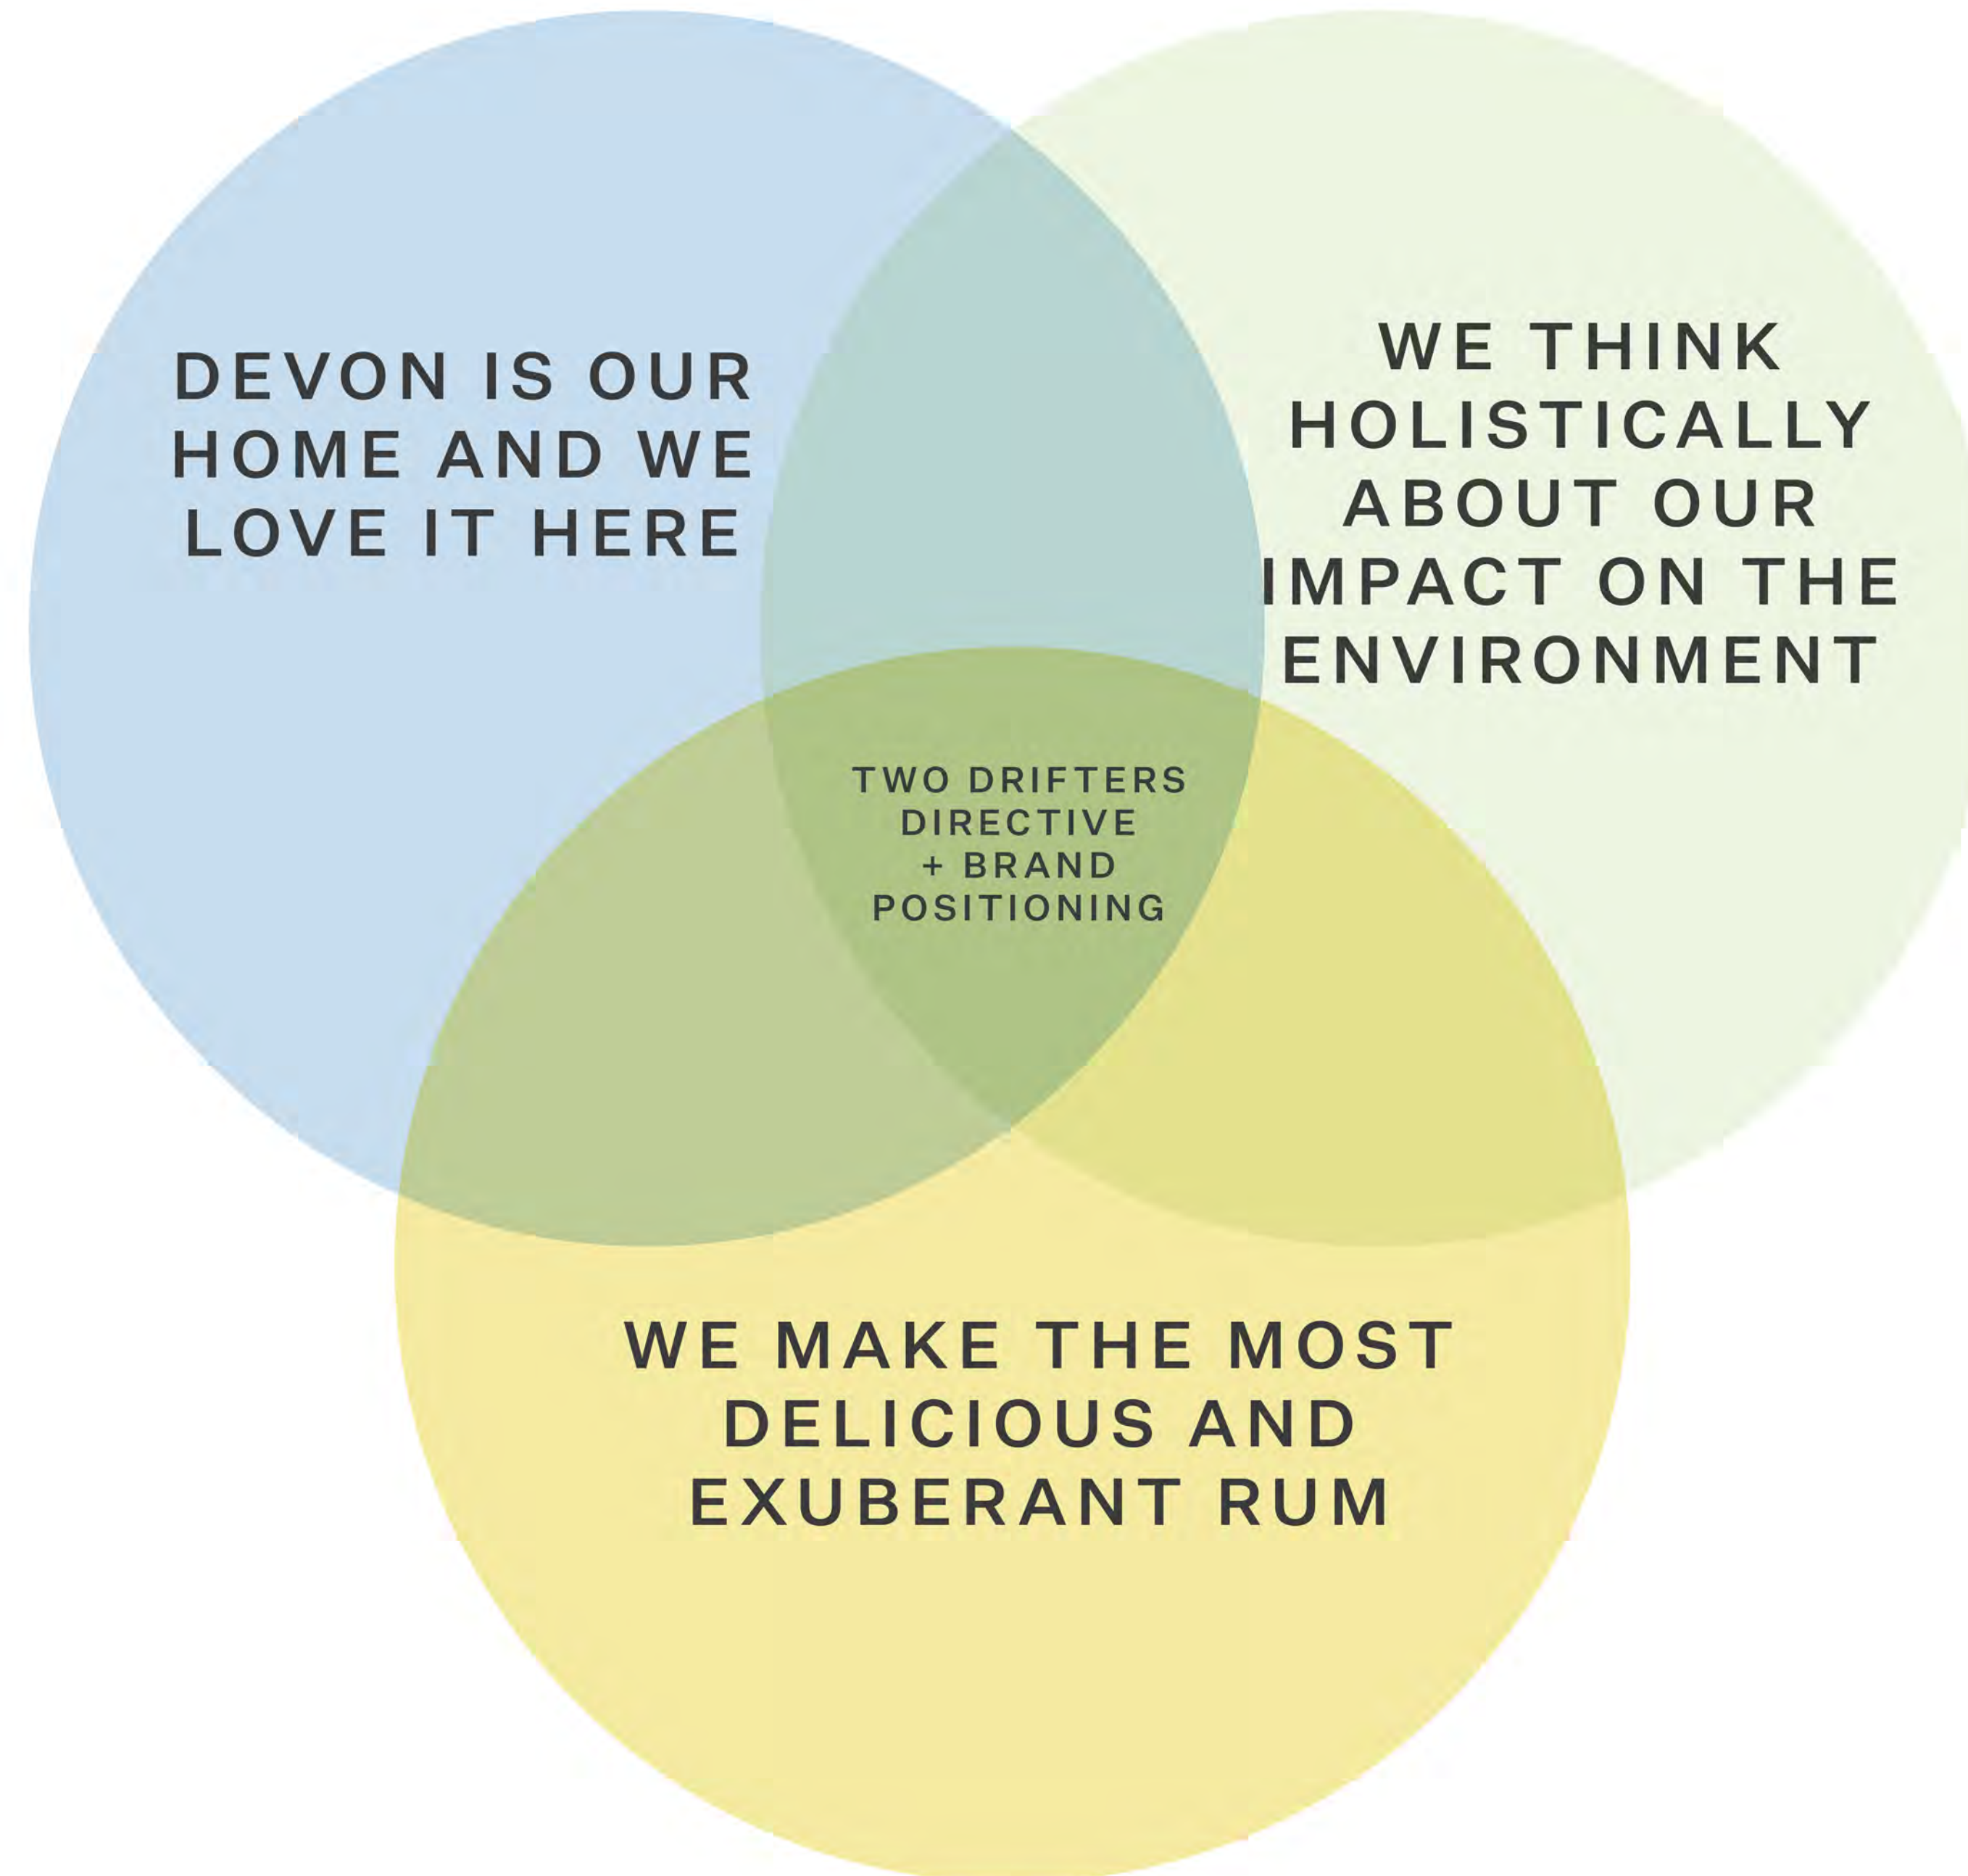 DEVON IS OUR
HOME AND WE
LOVE IT HERE
WE THINK
HOLISTICALLY
ABOUT OUR
IMPACT ON THE
ENVIRONMENT
TWO DRIFTERS
DIRECTIVE
+ BRAND
POSITIONING
WE MAKE THE MOST
DELICIOUS AND
EXUBERANT RUM